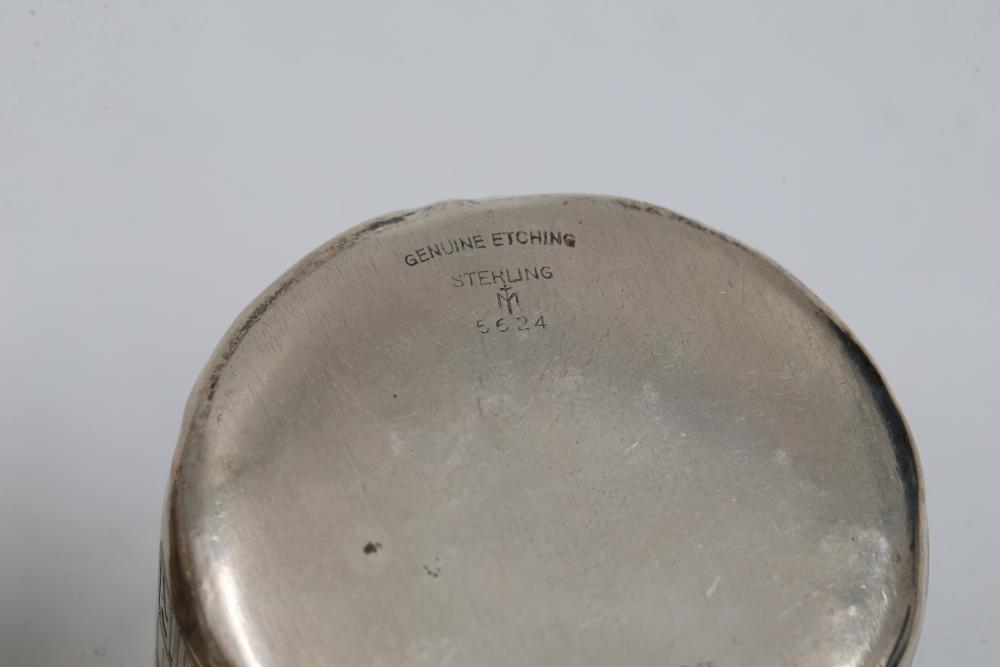 GENUINE ETCHING
STERLING
M
5624